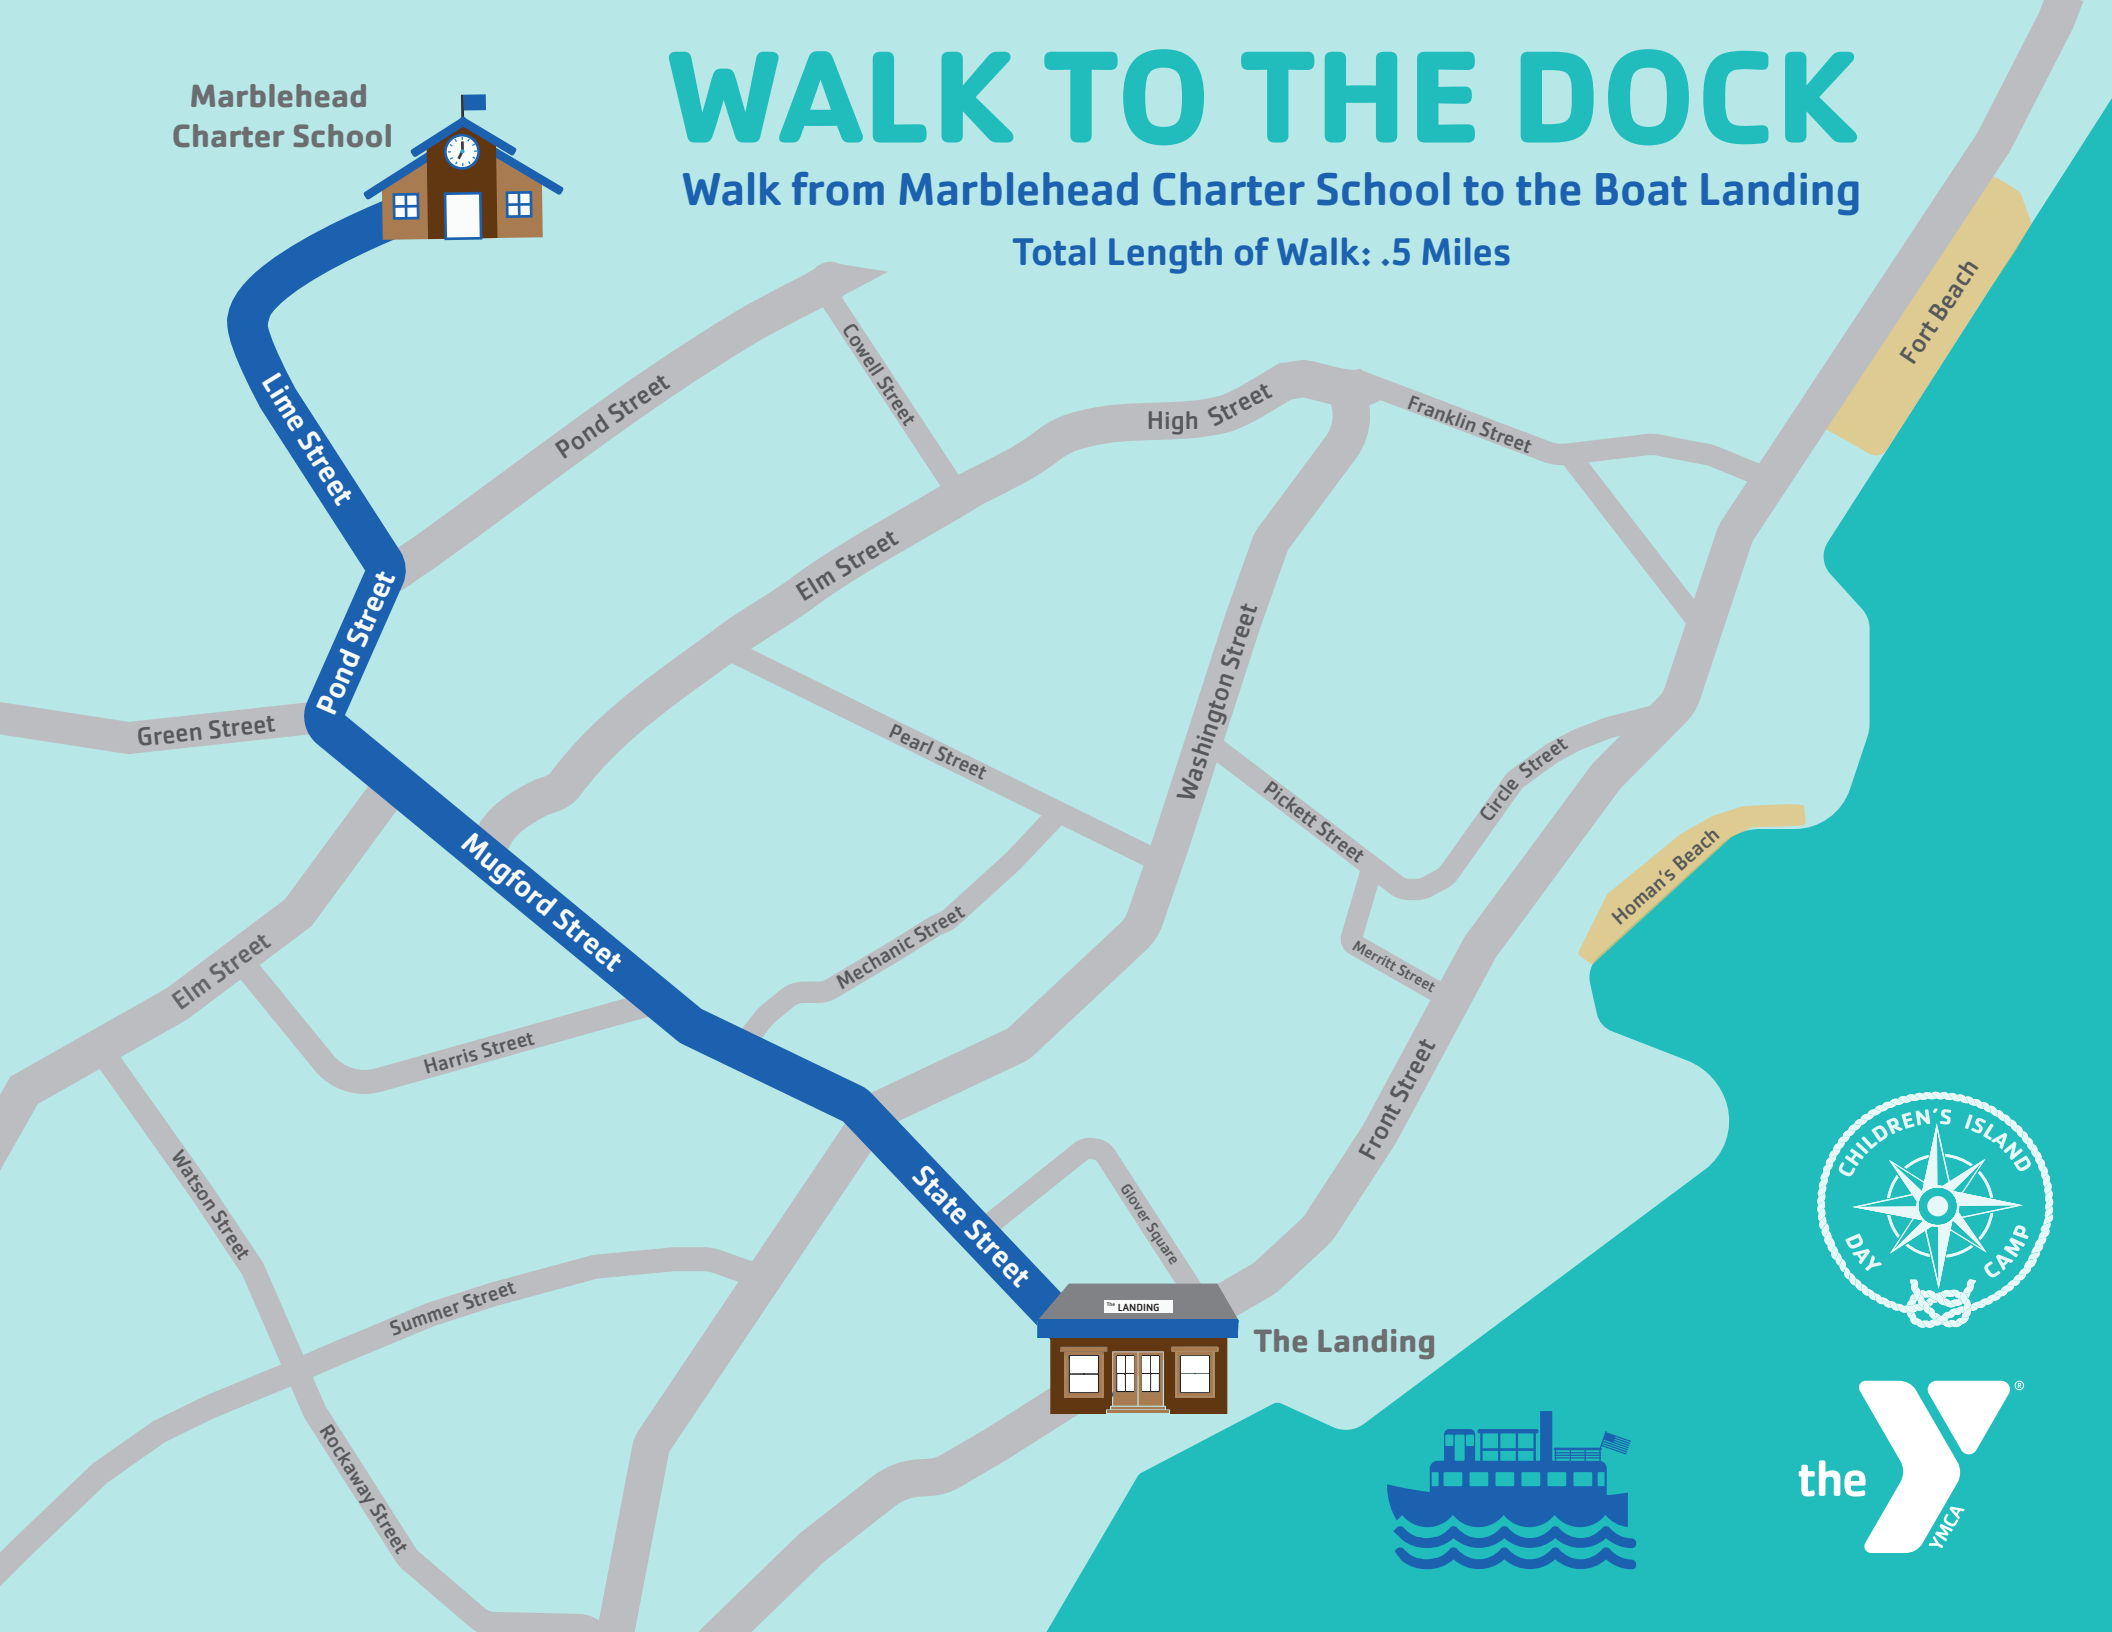 WALK TO THE DOCK
Walk from Marblehead Charter School to the Boat Landing
Total Length of Walk: .5 Miles
Marblehead
Charter School
Fort Beach
Cowell Street
Pond Street
High Street
Franklin Street
Lime Street
Elm Street
Pond Street
Washington Street
Green Street
Pearl Street
Circle Street
Pickett Street
Homan's Beach
Mugford Street
Mechanic Street
Merritt Street
Elm Street
Harris Street
Front Street
Watson Street
State Street
Glover Square
Summer Street
The LANDING
The Landing
Rockaway Street
CHILDREN'S ISLAND
DAY CAMP
the
YMCA
®